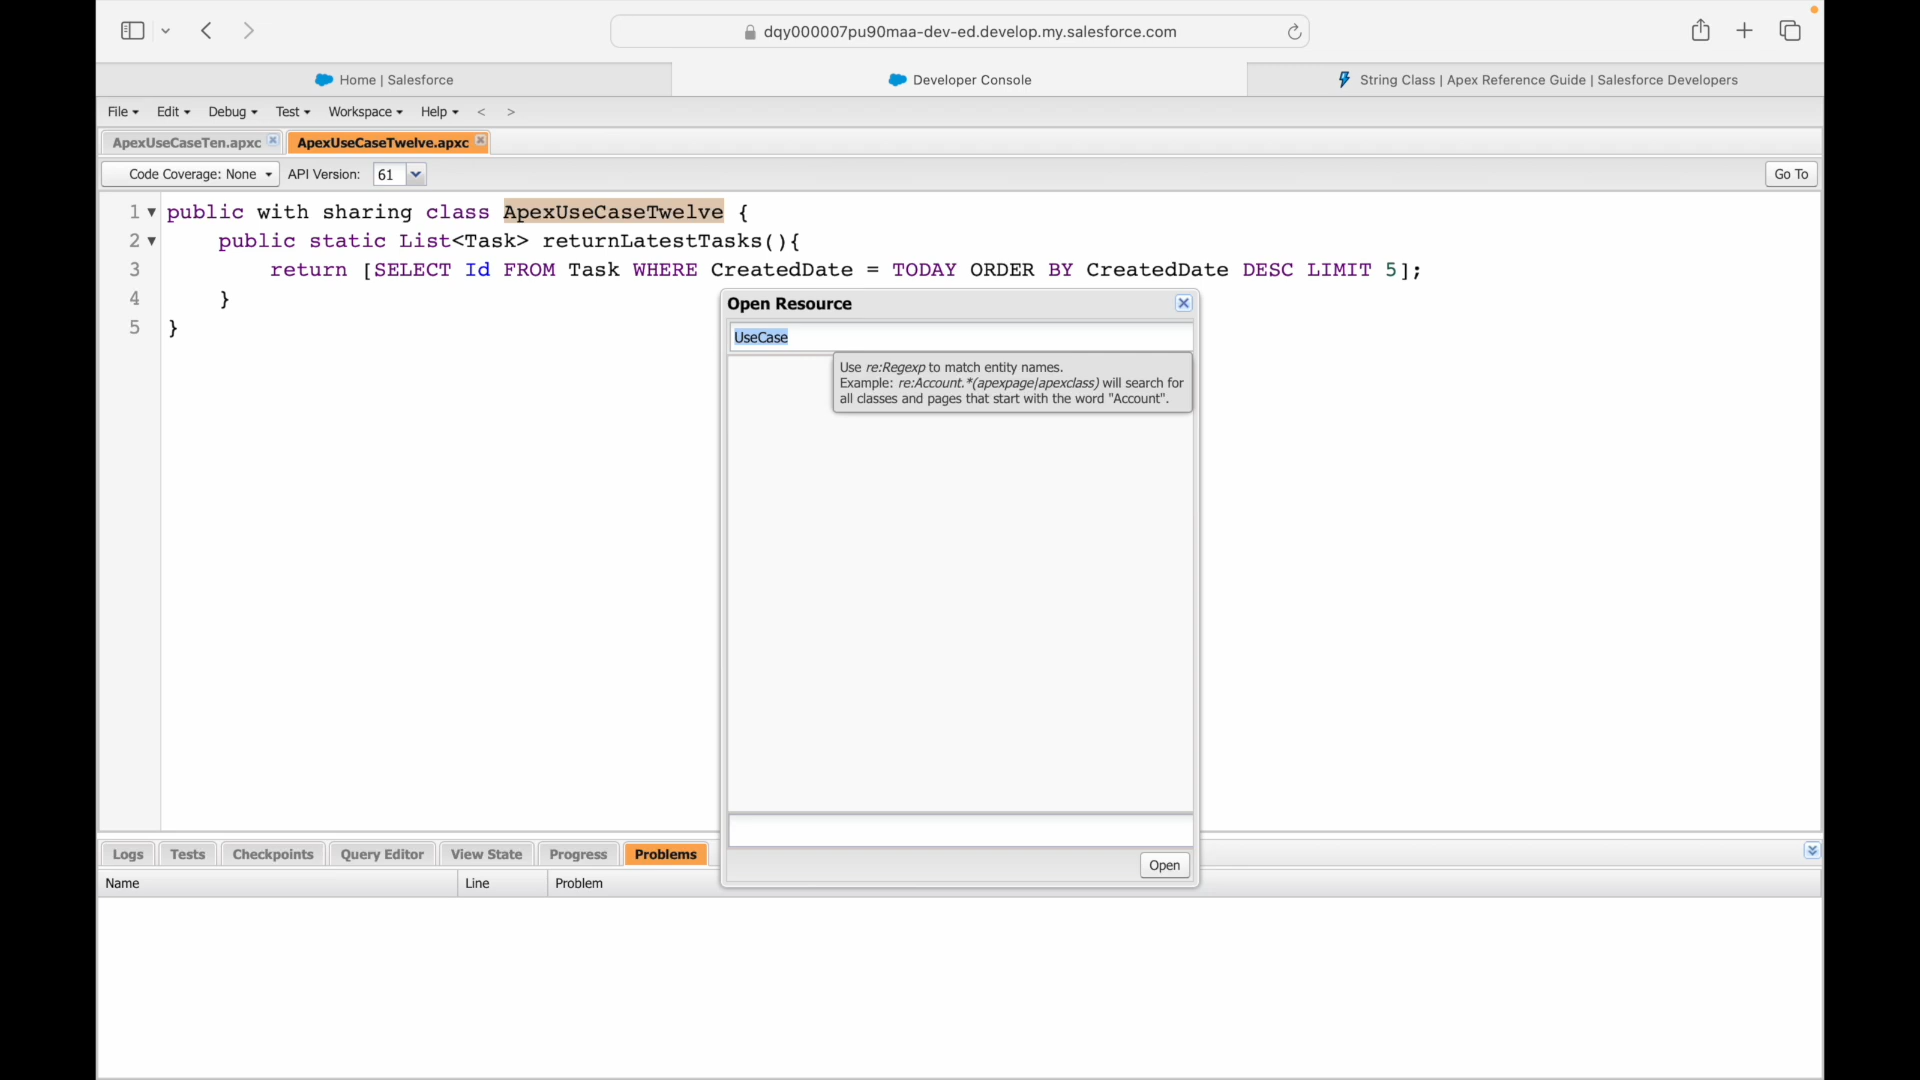 dqy000007pu90maa-dev-ed.develop.my.salesforce.com
Home | Salesforce
Developer Console
String Class | Apex Reference Guide | Salesforce Developers
File Edit Debug Test Workspace Help < >
ApexUseCaseTen.apxc
ApexUseCaseTwelve.apxc
Code Coverage: None API Version: 61 Go To
1 public with sharing class ApexUseCaseTwelve {
2 public static List<Task> returnLatestTasks(){
3 return [SELECT Id FROM Task WHERE CreatedDate = TODAY ORDER BY CreatedDate DESC LIMIT 5];
4 }
5 }
Open Resource
UseCase
Use re:Regexp to match entity names.
Example: re:Account.*(apexpage|apexclass) will search for
all classes and pages that start with the word "Account".
Open
Logs Tests Checkpoints Query Editor View State Progress Problems
Name Line Problem